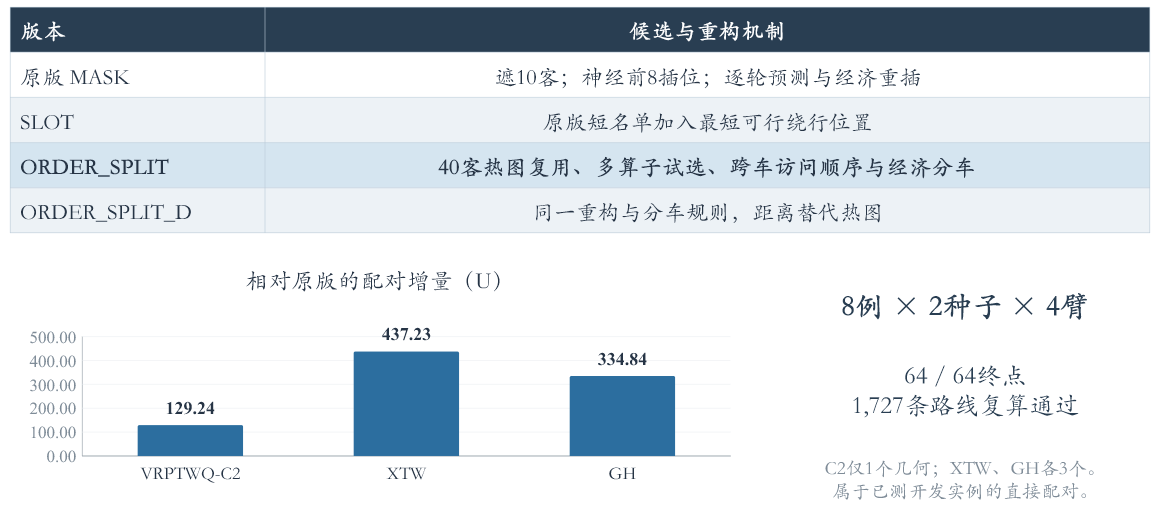 版本 候选与重构机制
原版 MASK 遮10客；神经前8插位；逐轮预测与经济重插
SLOT 原版短名单加入最短可行绕行位置
ORDER_SPLIT 40客热图复用、多算子试选、跨车访问顺序与经济分车
ORDER_SPLIT_D 同一重构与分车规则，距离替代热图
相对原版的配对增量（U）
500.00
400.00
300.00
200.00
100.00
0.00
129.24
437.23
334.84
VRPTWQ-C2
XTW
GH
8例 × 2种子 × 4臂
64 / 64终点
1,727条路线复算通过
C2仅1个几何；XTW、GH各3个。
属于已测开发实例的直接配对。